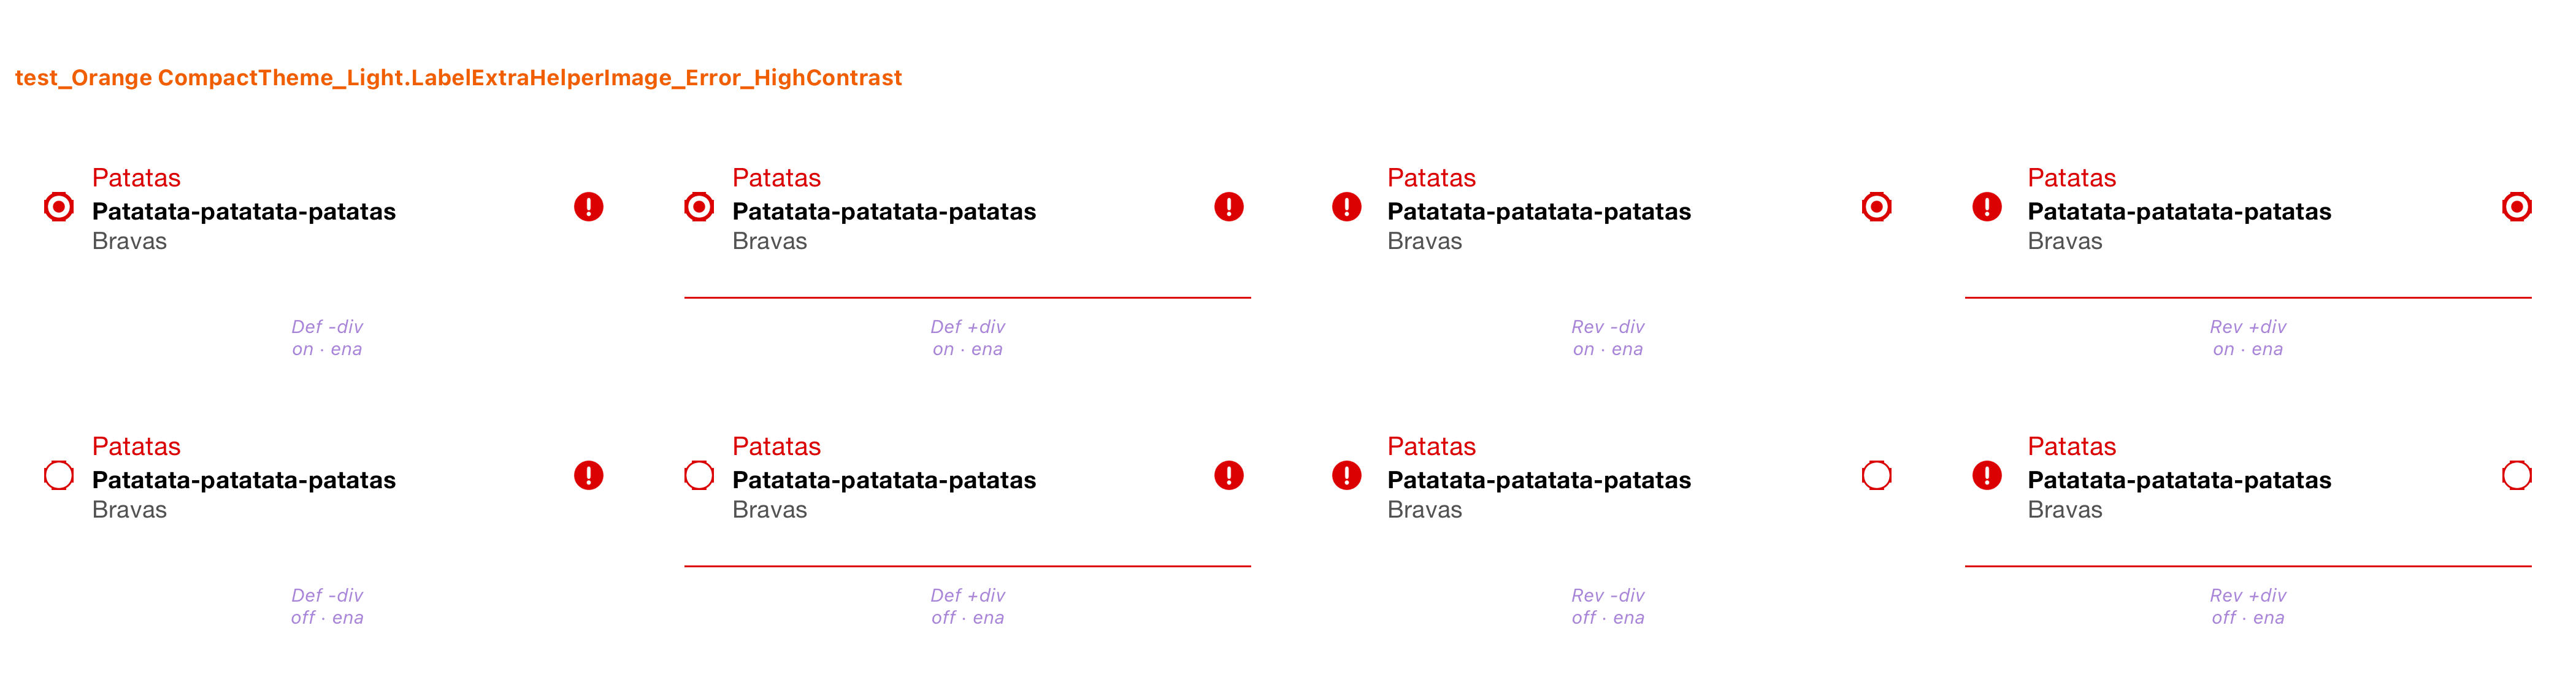 test_Orange CompactTheme_Light.LabelExtraHelperImage_Error_HighContrast
Patatas
Patatata-patatata-patatas
Bravas
Def -div
on · ena
Patatas
Patatata-patatata-patatas
Bravas
Def +div
on · ena
Patatas
Patatata-patatata-patatas
Bravas
Rev -div
on · ena
Patatas
Patatata-patatata-patatas
Bravas
Rev +div
on · ena
Patatas
Patatata-patatata-patatas
Bravas
Def -div
off · ena
Patatas
Patatata-patatata-patatas
Bravas
Def +div
off · ena
Patatas
Patatata-patatata-patatas
Bravas
Rev -div
off · ena
Patatas
Patatata-patatata-patatas
Bravas
Rev +div
off · ena